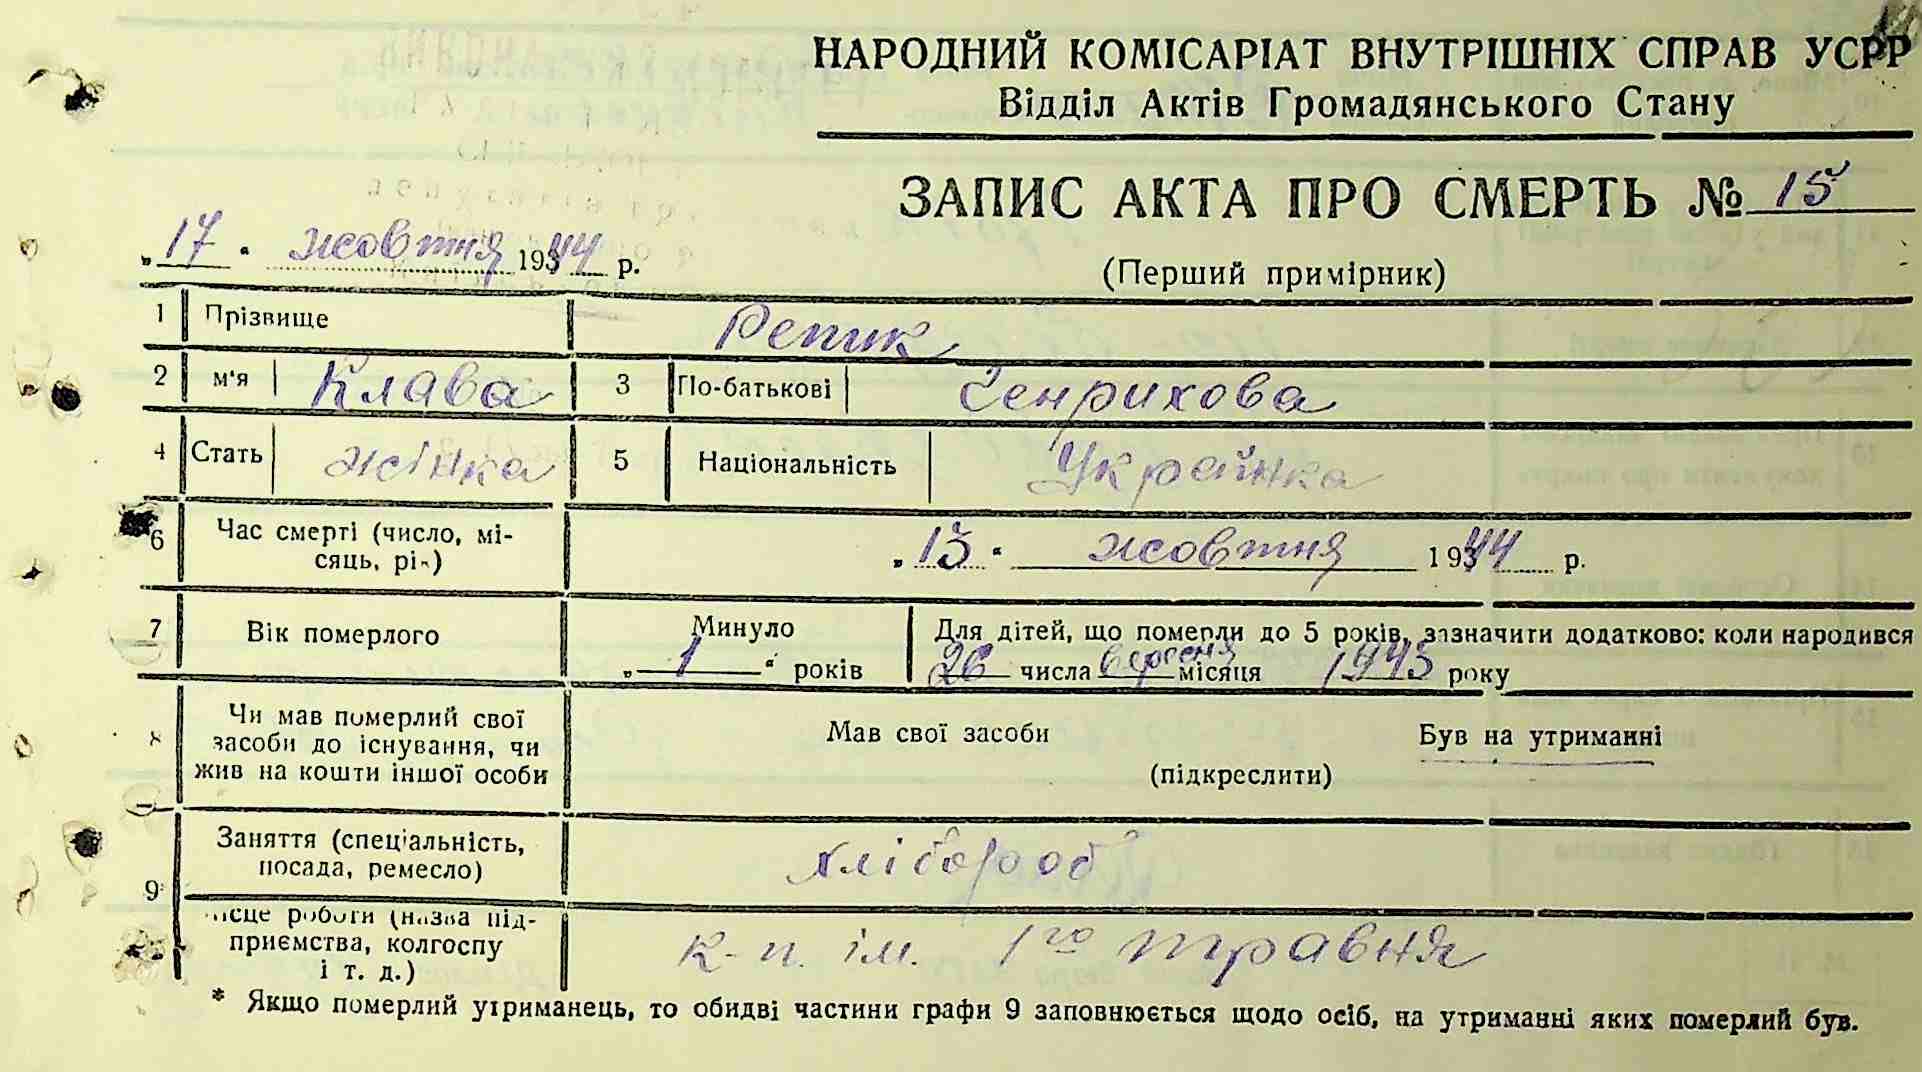 НАРОДНИЙ КОМІСАРІАТ ВНУТРІШНІХ СПРАВ УСРР
Відділ Актів Громадянського Стану
ЗАПИС АКТА ПРО СМЕРТЬ № 15
„17“ жовтня 1944 р.
(Перший примірник)
1 Прізвище Репик
2 м'я Клава 3 По-батькові Генрихова
4 Стать жінка 5 Національність Українка
6 Час смерті (число, мі-
сяць, рік) „13“ жовтня 1944 р.
7 Вік померлого Минуло „1“ років
Для дітей, що померли до 5 років, зазначити додатково: коли народився
26 числа вересня місяця 1943 року
8 Чи мав померлий свої
засоби до існування, чи
жив на кошти іншої особи
Мав свої засоби Був на утриманні
(підкреслити)
9 Заняття (спеціальність,
посада, ремесло) хлібороб
місце роботи (назва під-
приємства, колгоспу
і т. д.) к-п. ім. 1го травня
* Якщо померлий утриманець, то обидві частини графи 9 заповнюється щодо осіб, на утриманні яких померлий був.